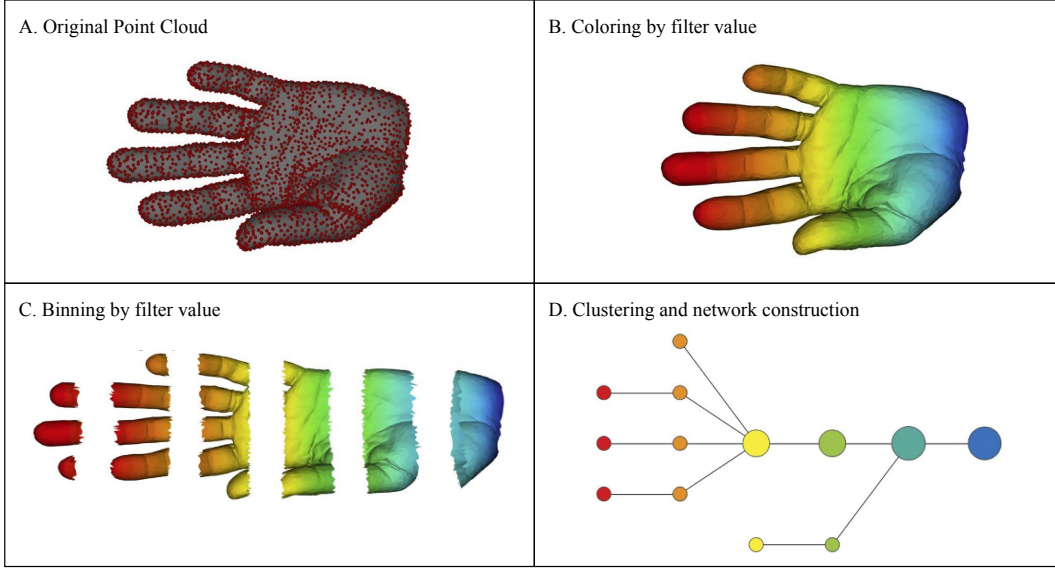 A. Original Point Cloud
B. Coloring by filter value
C. Binning by filter value
D. Clustering and network construction